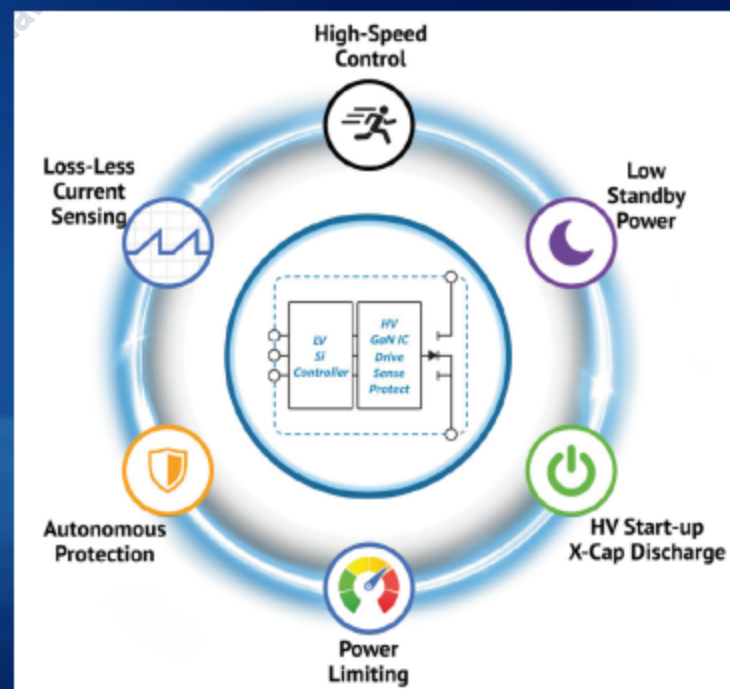 High-Speed
Control
Loss-Less
Current
Sensing
Low
Standby
Power
LV
Si
Controller
HV
GaN IC
Drive
Sense
Protect
Autonomous
Protection
HV Start-up
X-Cap Discharge
Power
Limiting